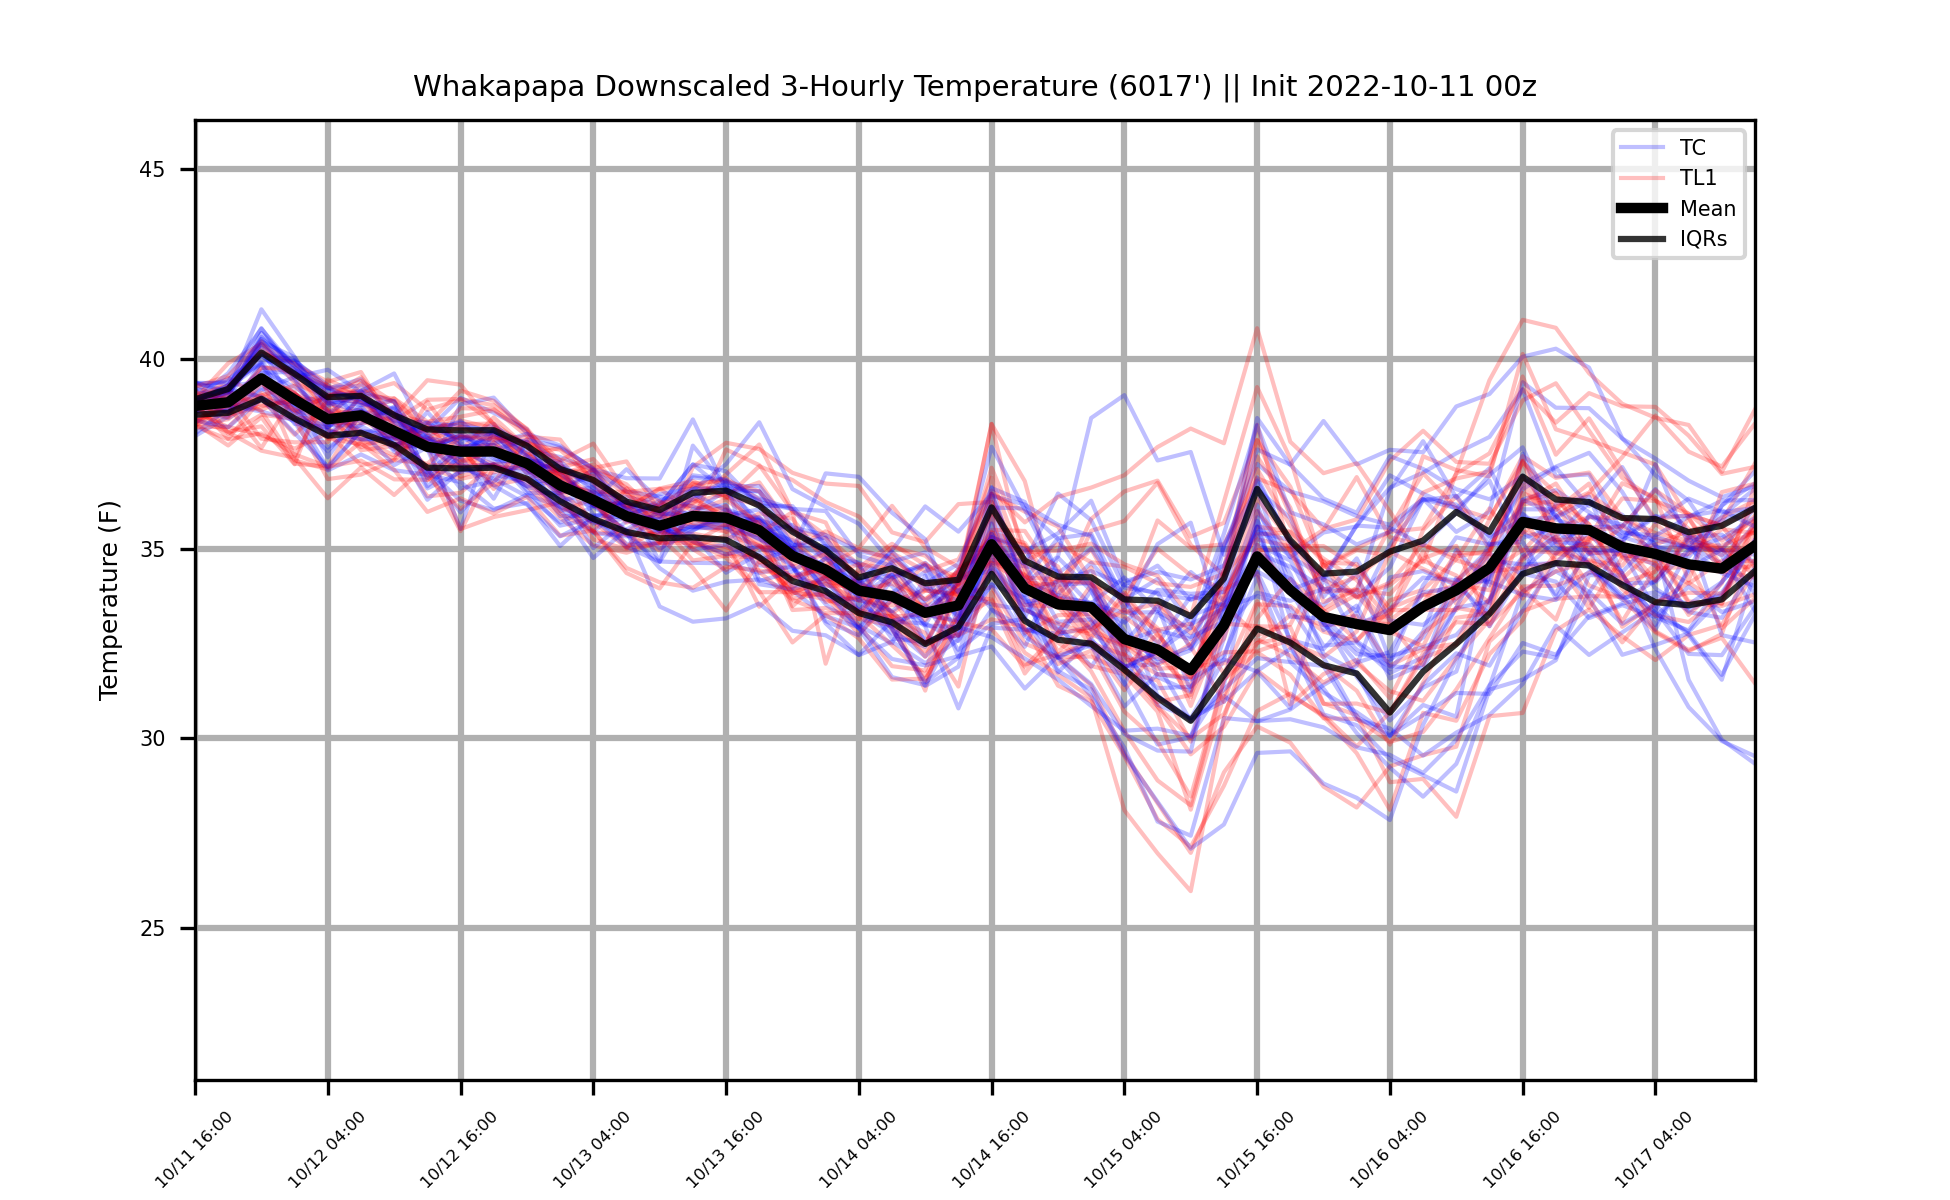 Whakapapa Downscaled 3-Hourly Temperature (6017') || Init 2022-10-11 00z
TC
TL1
Mean
IQRs
Temperature (F)
45
40
35
30
25
10/11 16:00
10/12 04:00
10/12 16:00
10/13 04:00
10/13 16:00
10/14 04:00
10/14 16:00
10/15 04:00
10/15 16:00
10/16 04:00
10/16 16:00
10/17 04:00